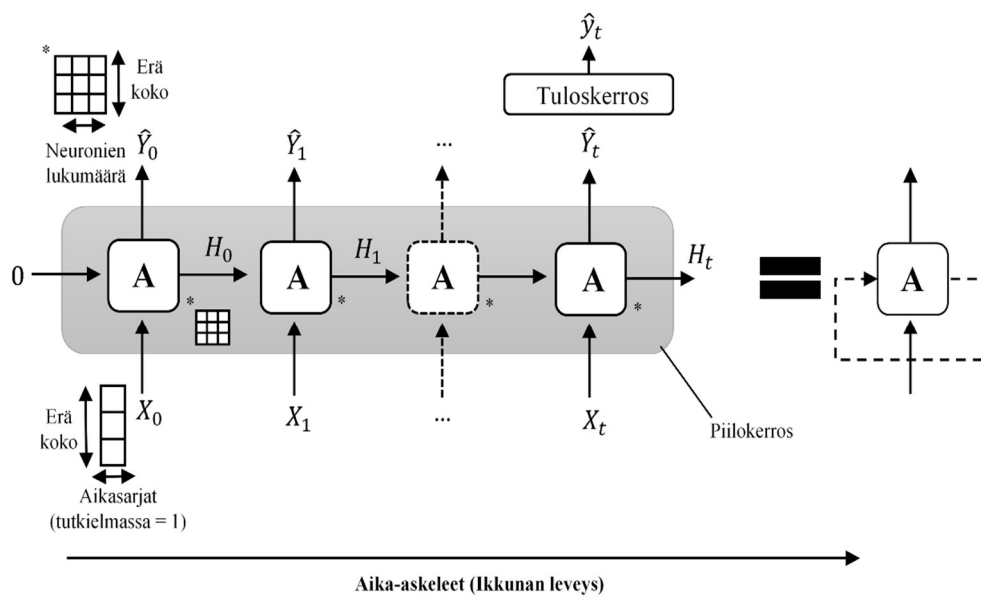 ŷₜ
*
Erä
koko
Tuloskerros
Neuronien
lukumäärä
Ŷ₀
Ŷ₁
...
Ŷₜ
0
A
H₀
A
H₁
A
A
Hₜ
A
*
*
*
*
X₀
X₁
...
Xₜ
Piilokerros
Erä
koko
Aikasarjat
(tutkielmassa = 1)
Aika-askeleet (Ikkunan leveys)